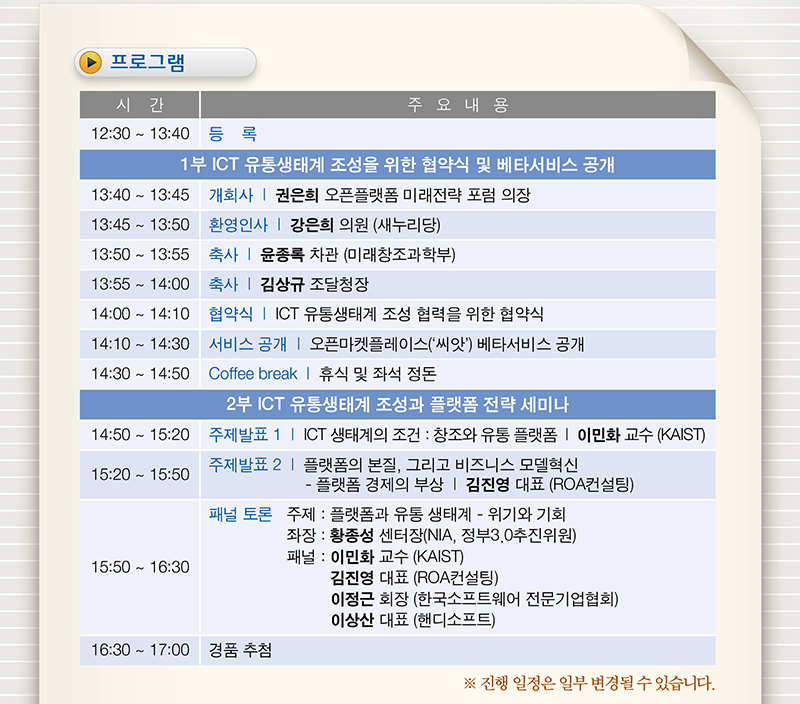 프로그램
시 간 주 요 내 용
12:30 ~ 13:40 등 록
1부 ICT 유통생태계 조성을 위한 협약식 및 베타서비스 공개
13:40 ~ 13:45 개회사 | 권은희 오픈플랫폼 미래전략 포럼 의장
13:45 ~ 13:50 환영인사 | 강은희 의원 (새누리당)
13:50 ~ 13:55 축사 | 윤종록 차관 (미래창조과학부)
13:55 ~ 14:00 축사 | 김상규 조달청장
14:00 ~ 14:10 협약식 | ICT 유통생태계 조성 협력을 위한 협약식
14:10 ~ 14:30 서비스 공개 | 오픈마켓플레이스(‘씨앗’) 베타서비스 공개
14:30 ~ 14:50 Coffee break | 휴식 및 좌석 정돈
2부 ICT 유통생태계 조성과 플랫폼 전략 세미나
14:50 ~ 15:20 주제발표 1 | ICT 생태계의 조건 : 창조와 유통 플랫폼 | 이민화 교수 (KAIST)
15:20 ~ 15:50 주제발표 2 | 플랫폼의 본질, 그리고 비즈니스 모델혁신
- 플랫폼 경제의 부상 | 김진영 대표 (ROA컨설팅)
15:50 ~ 16:30 패널 토론 주제 : 플랫폼과 유통 생태계 - 위기와 기회
좌장 : 황종성 센터장(NIA, 정부3.0추진위원)
패널 : 이민화 교수 (KAIST)
김진영 대표 (ROA컨설팅)
이정근 회장 (한국소프트웨어 전문기업협회)
이상산 대표 (핸디소프트)
16:30 ~ 17:00 경품 추첨
※ 진행 일정은 일부 변경될 수 있습니다.